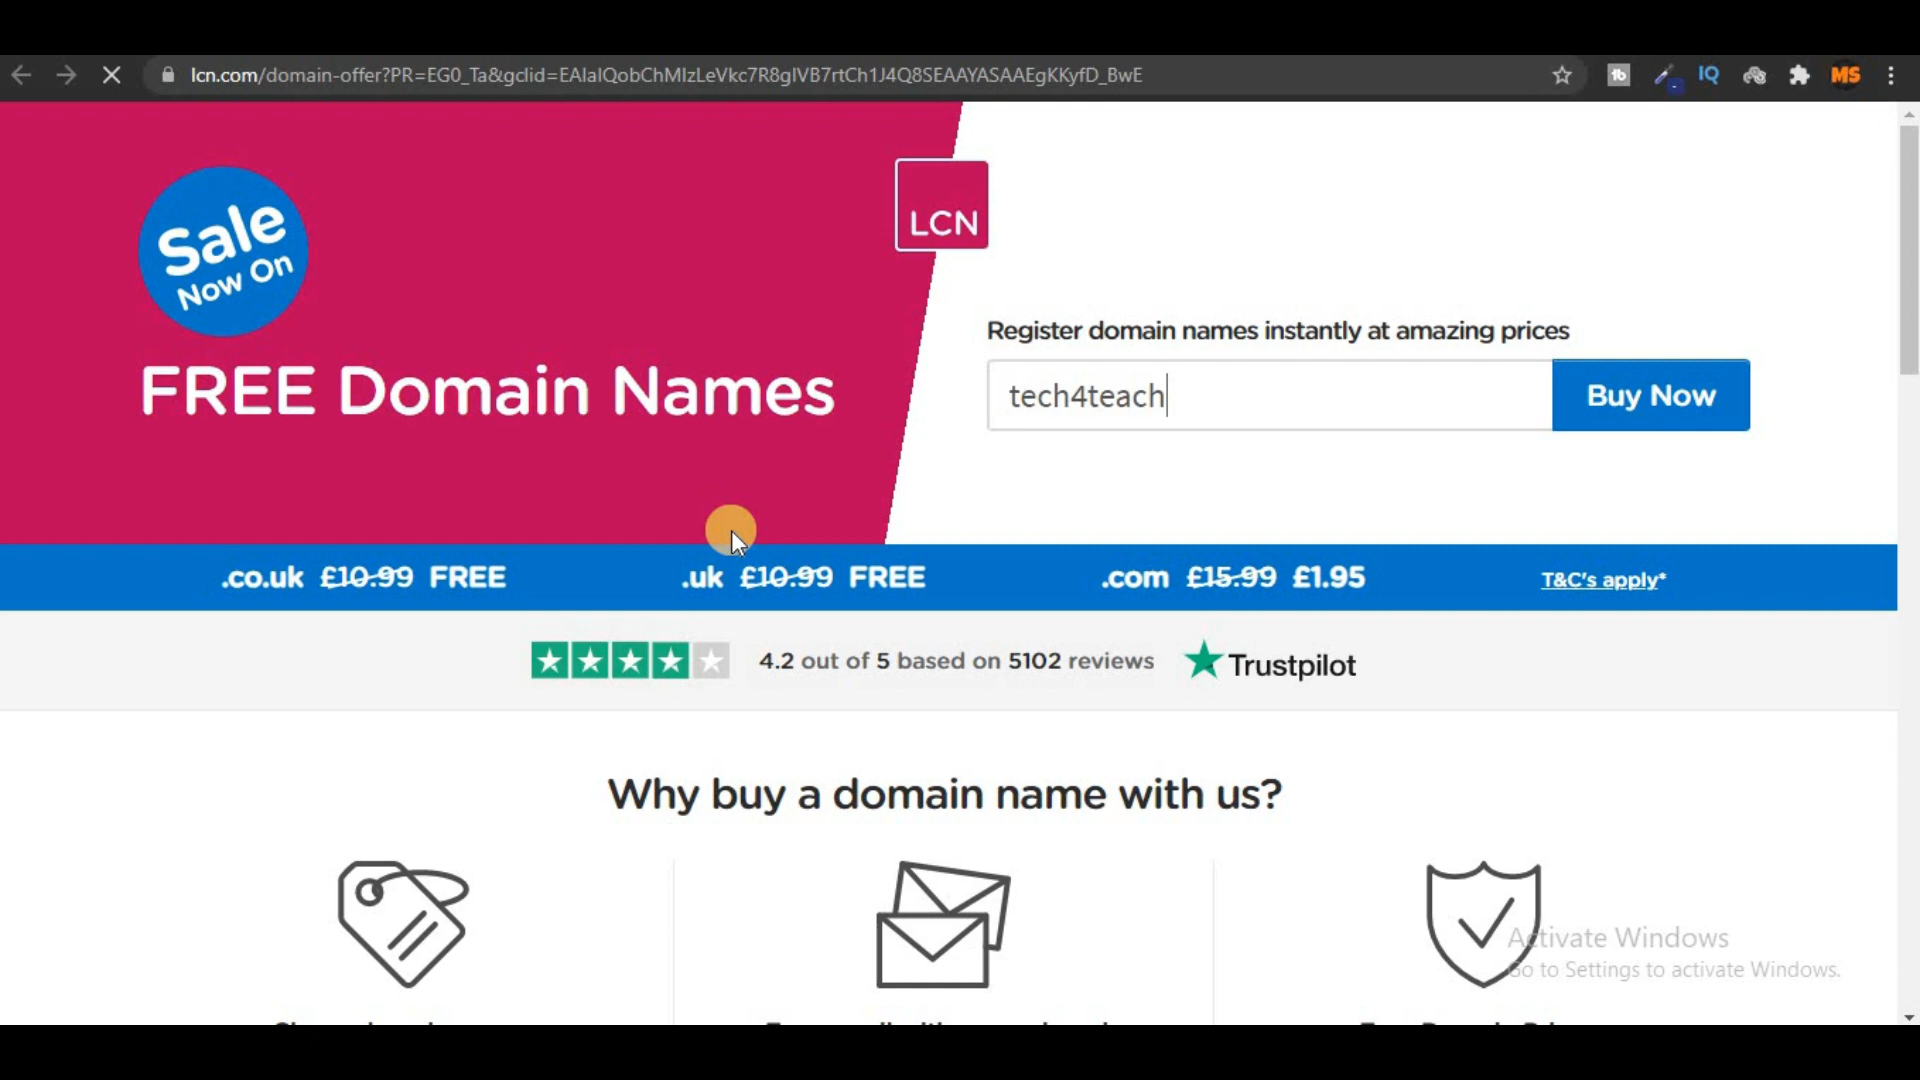 lcn.com/domain-offer?PR=EG0_Ta&gclid=EAIaIQobChMIzLeVkc7R8gIVB7rtCh1J4Q8SEAAYASAAEgKKyfD_BwE
IQ
MS
Sale
Now On
LCN
Register domain names instantly at amazing prices
FREE Domain Names
tech4teach
Buy Now
.co.uk £10.99 FREE .uk £10.99 FREE .com £15.99 £1.95 T&C's apply*
4.2 out of 5 based on 5102 reviews Trustpilot
Why buy a domain name with us?
Activate Windows
Go to Settings to activate Windows.